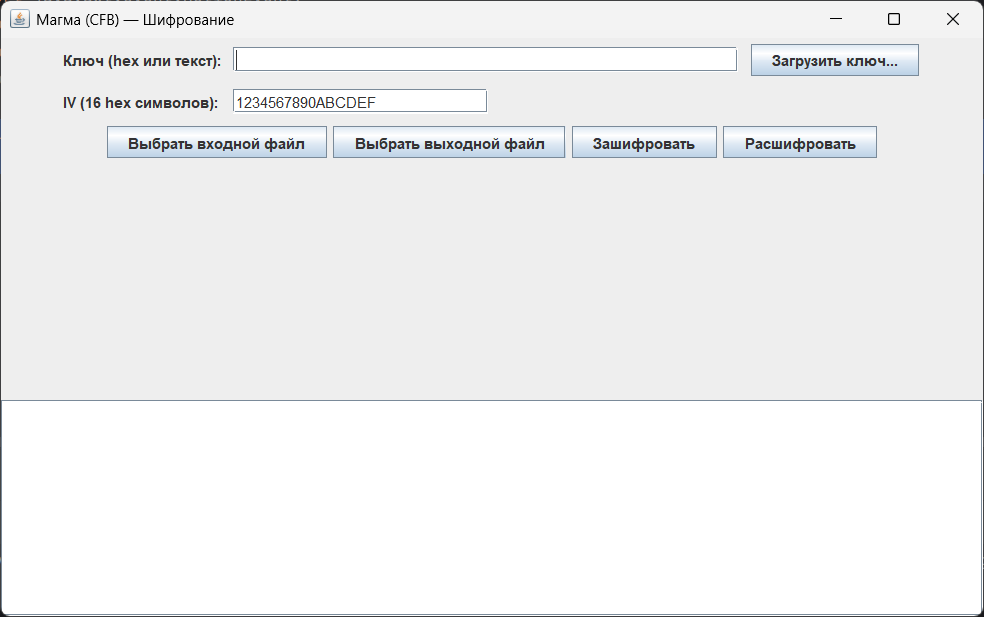 Магма (CFB) — Шифрование
Ключ (hex или текст): Загрузить ключ...
IV (16 hex символов): 1234567890ABCDEF
Выбрать входной файл Выбрать выходной файл Зашифровать Расшифровать